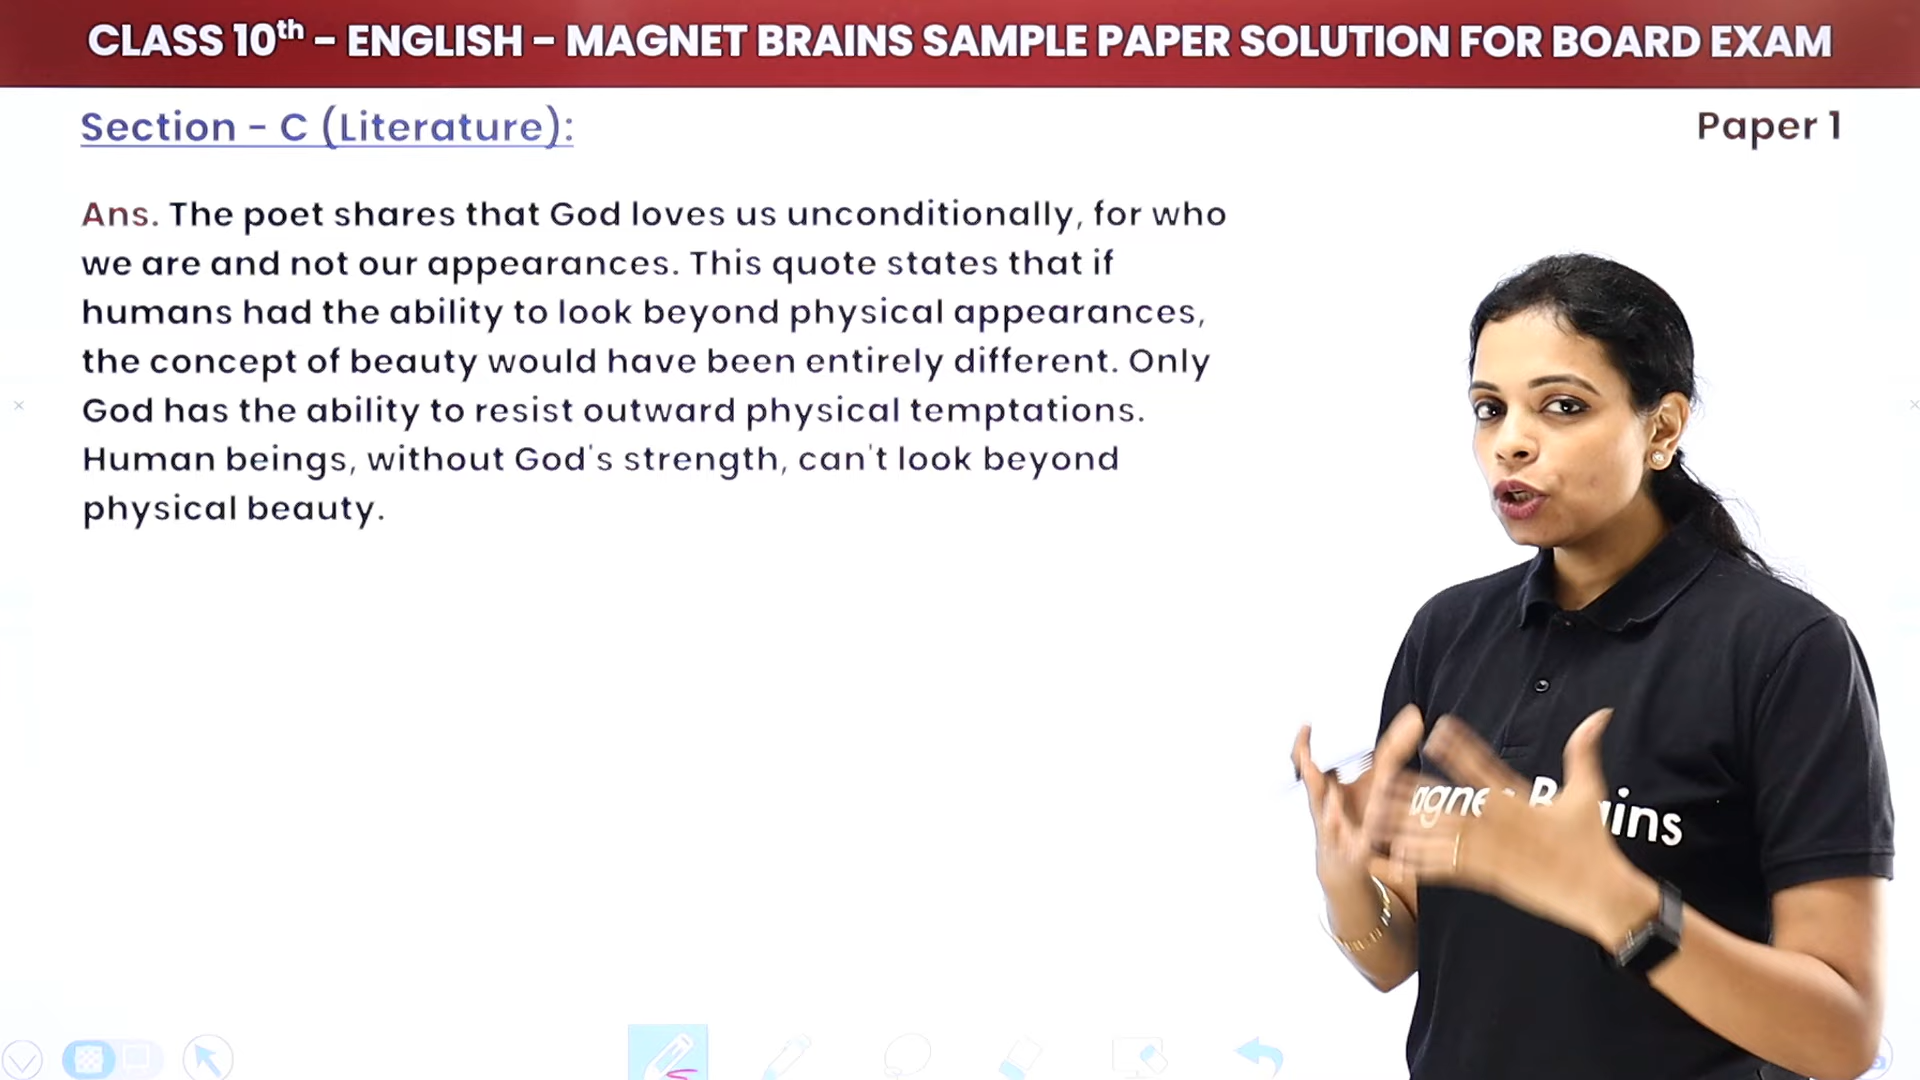 CLASS 10th - ENGLISH - MAGNET BRAINS SAMPLE PAPER SOLUTION FOR BOARD EXAM
Section - C (Literature):
Paper 1
Ans. The poet shares that God loves us unconditionally, for who
we are and not our appearances. This quote states that if
humans had the ability to look beyond physical appearances,
the concept of beauty would have been entirely different. Only
God has the ability to resist outward physical temptations.
Human beings, without God's strength, can't look beyond
physical beauty.